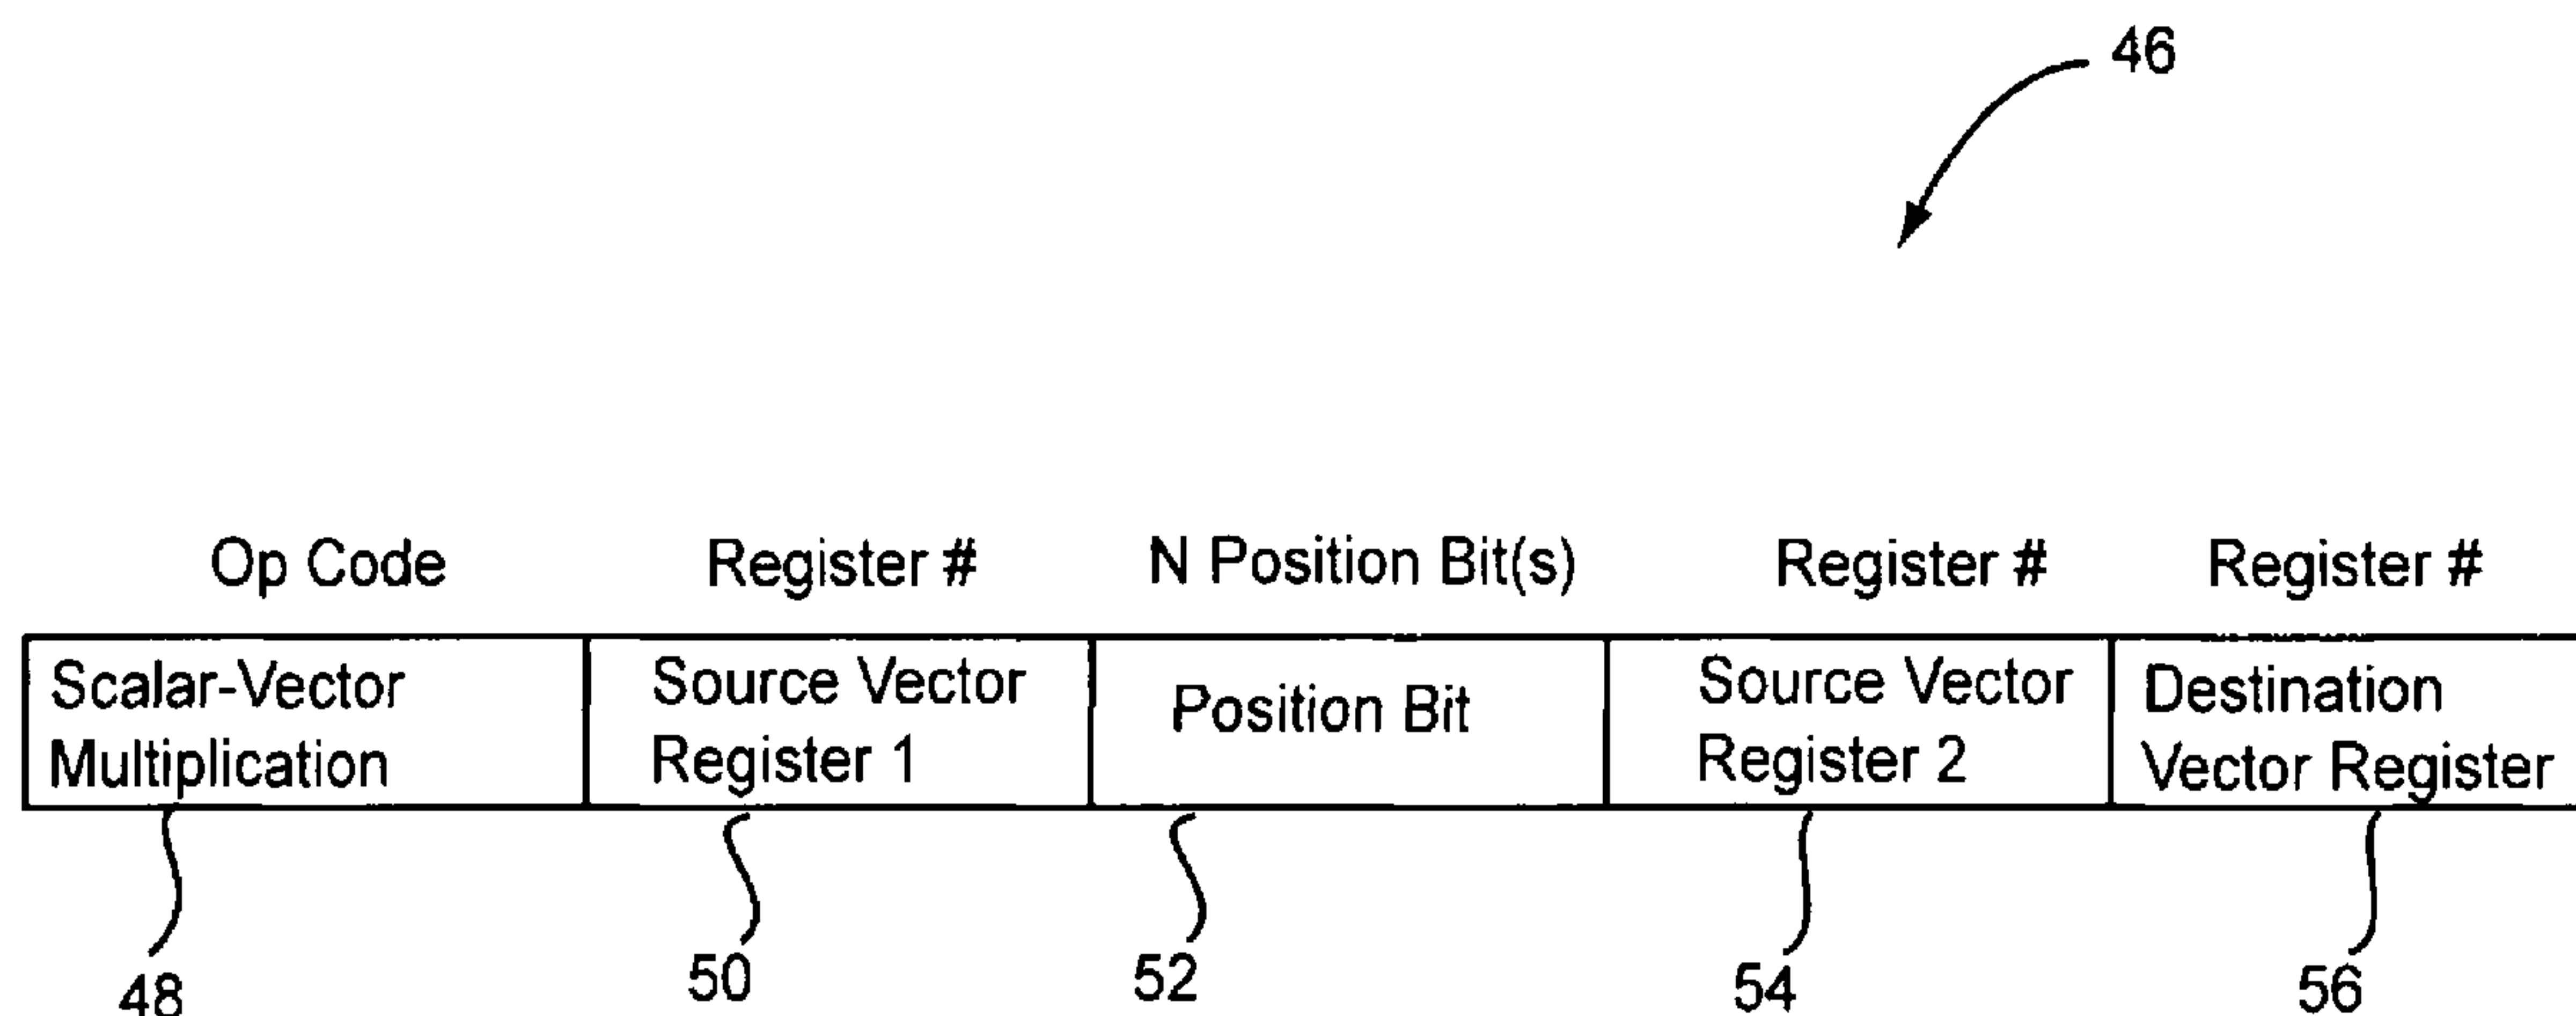 46
Op Code
Register #
N Position Bit(s)
Register #
Register #
Scalar-Vector
Multiplication
Source Vector
Register 1
Position Bit
Source Vector
Register 2
Destination
Vector Register
48
50
52
54
56